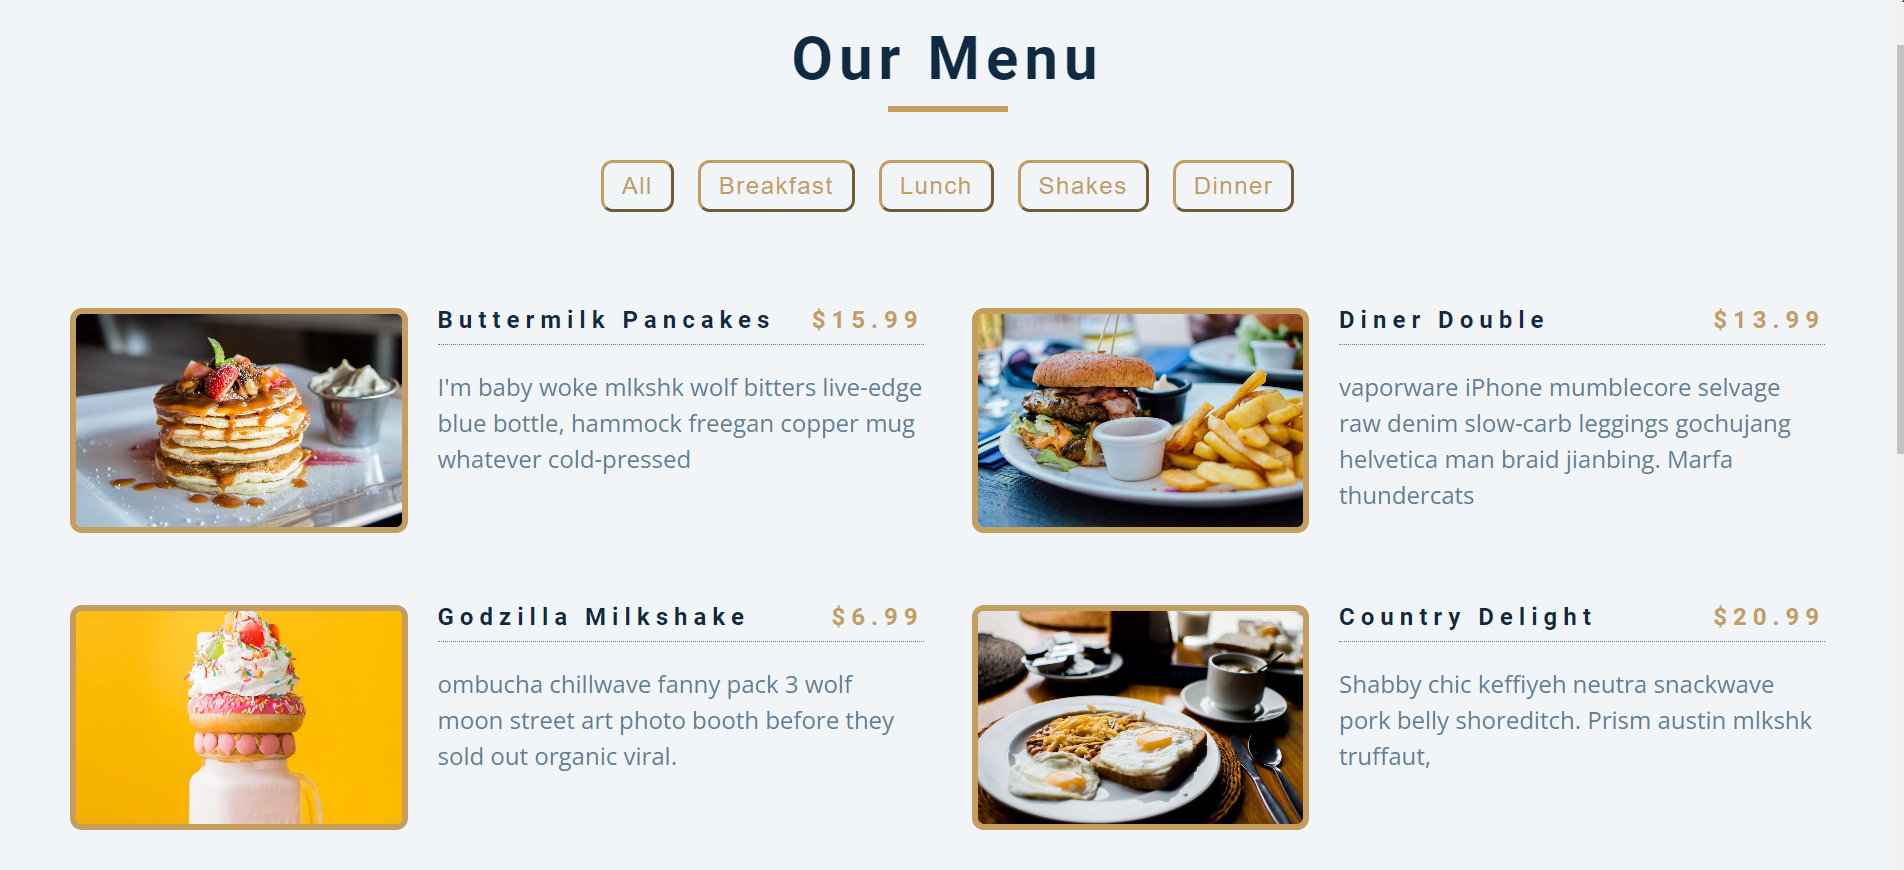 Our Menu
All Breakfast Lunch Shakes Dinner
Buttermilk Pancakes $15.99
I'm baby woke mlkshk wolf bitters live-edge
blue bottle, hammock freegan copper mug
whatever cold-pressed
Diner Double $13.99
vaporware iPhone mumblecore selvage
raw denim slow-carb leggings gochujang
helvetica man braid jianbing. Marfa
thundercats
Godzilla Milkshake $6.99
ombucha chillwave fanny pack 3 wolf
moon street art photo booth before they
sold out organic viral.
Country Delight $20.99
Shabby chic keffiyeh neutra snackwave
pork belly shoreditch. Prism austin mlkshk
truffaut,